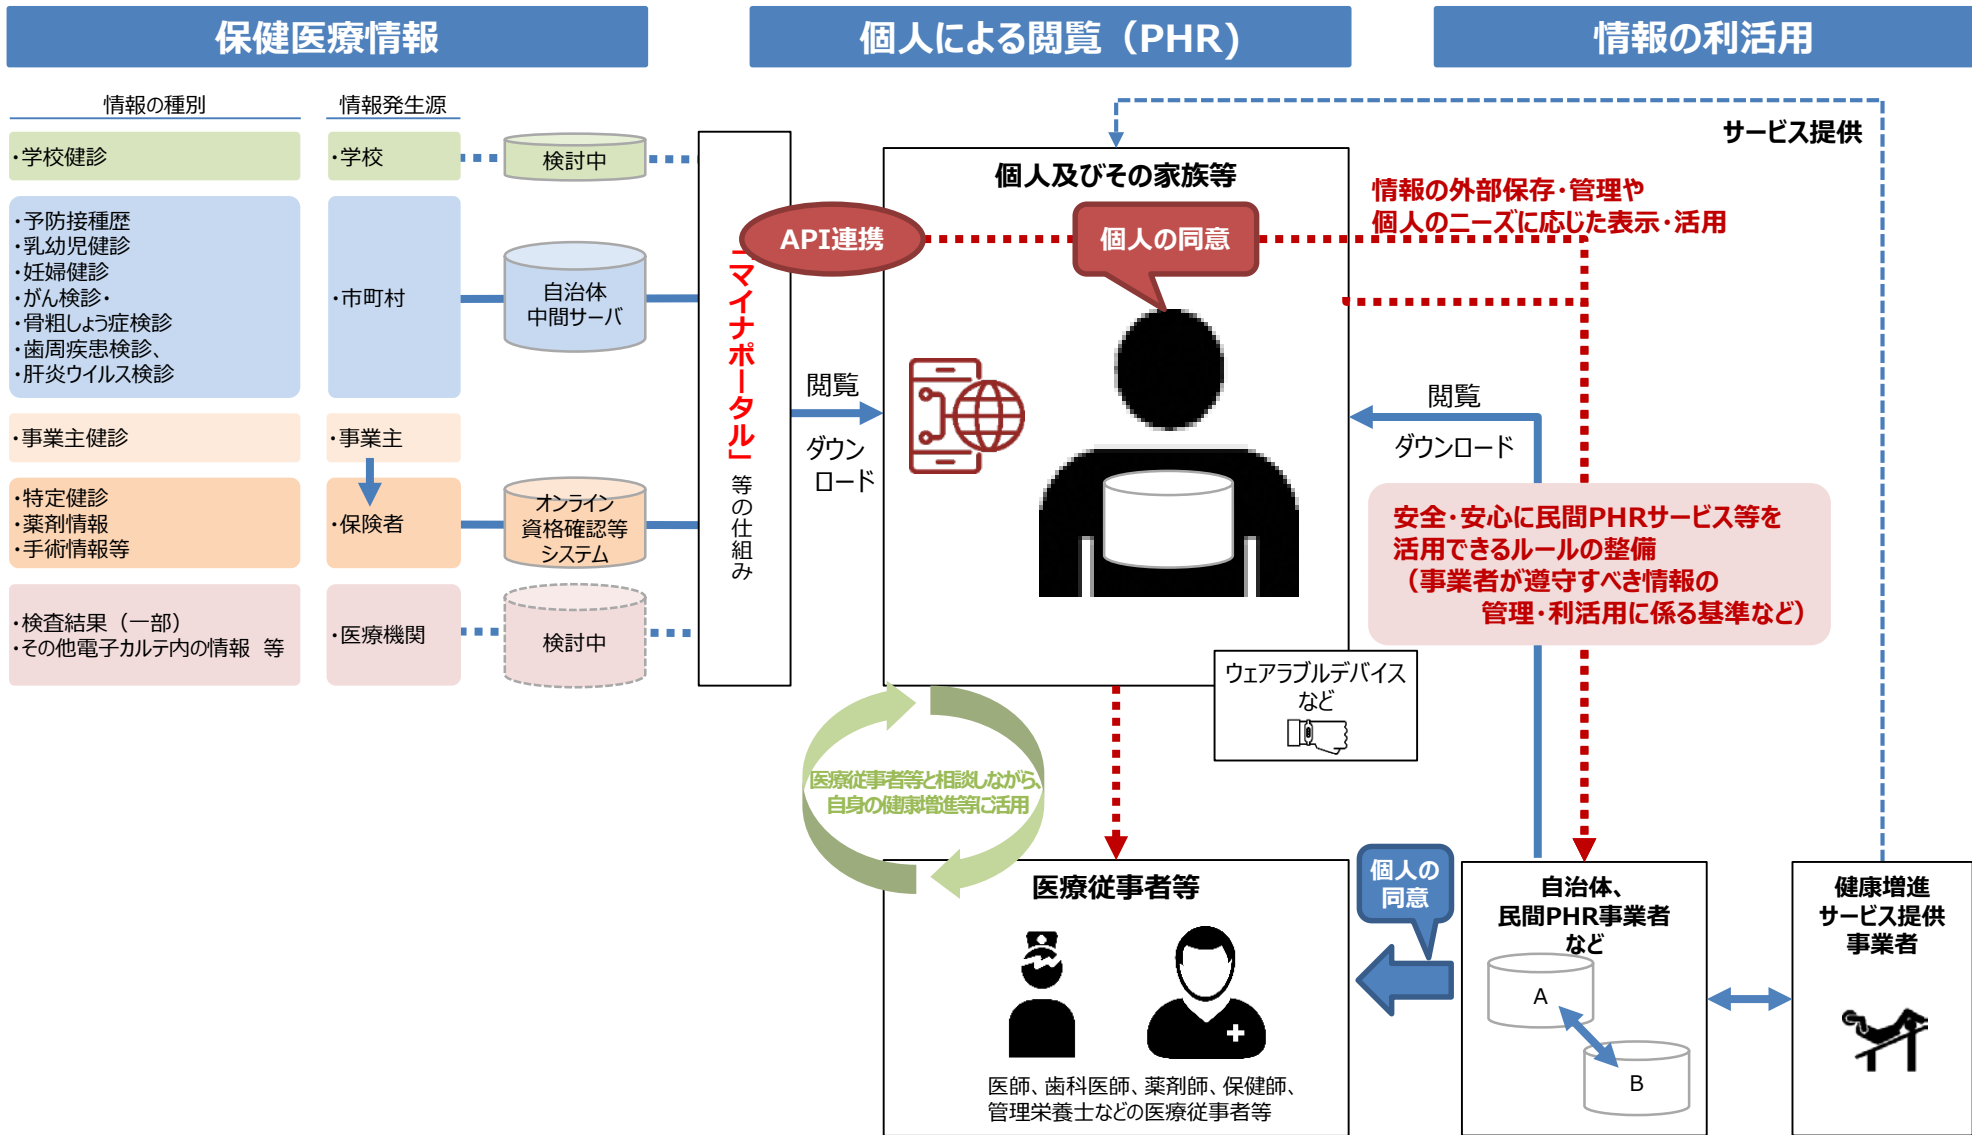 保健医療情報
個人による閲覧（PHR）
情報の利活用
情報の種別
情報発生源
・学校健診
・学校
検討中
・予防接種歴
・乳幼児健診
・妊婦健診
・がん検診・
・骨粗しょう症検診
・歯周疾患検診、
・肝炎ウイルス検診
・市町村
自治体
中間サーバ
・事業主健診
・事業主
・特定健診
・薬剤情報
・手術情報等
・保険者
オンライン
資格確認等
システム
・検査結果（一部）
・その他電子カルテ内の情報 等
・医療機関
検討中
「マイナポータル」等の仕組み
API連携
閲覧
ダウン
ロード
個人及びその家族等
個人の同意
ウェアラブルデバイス
など
サービス提供
情報の外部保存・管理や
個人のニーズに応じた表示・活用
閲覧
ダウンロード
安全・安心に民間PHRサービス等を
活用できるルールの整備
（事業者が遵守すべき情報の
管理・利活用に係る基準など）
医療従事者等と相談しながら、
自身の健康増進等に活用
医療従事者等
医師、歯科医師、薬剤師、保健師、
管理栄養士などの医療従事者等
個人の
同意
自治体、
民間PHR事業者
など
A
B
健康増進
サービス提供
事業者